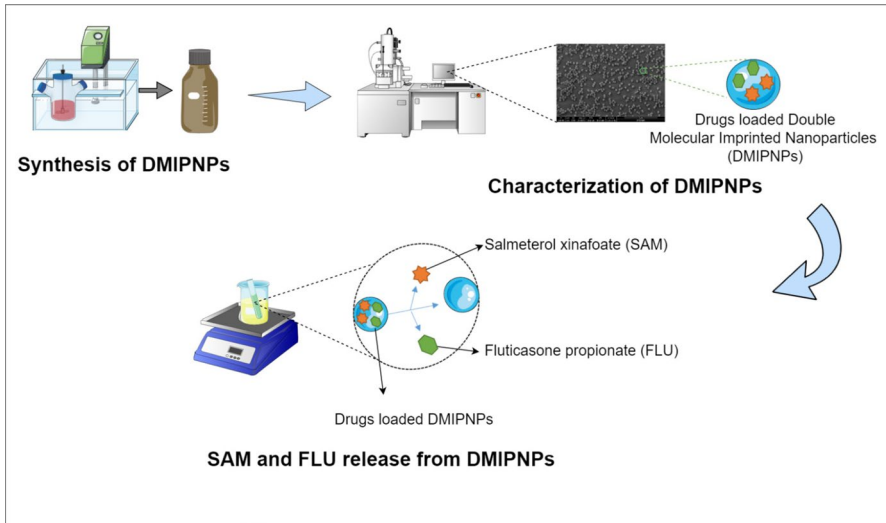 Synthesis of DMIPNPs
Drugs loaded Double
Molecular Imprinted Nanoparticles
(DMIPNPs)
Characterization of DMIPNPs
Salmeterol xinafoate (SAM)
Fluticasone propionate (FLU)
Drugs loaded DMIPNPs
SAM and FLU release from DMIPNPs